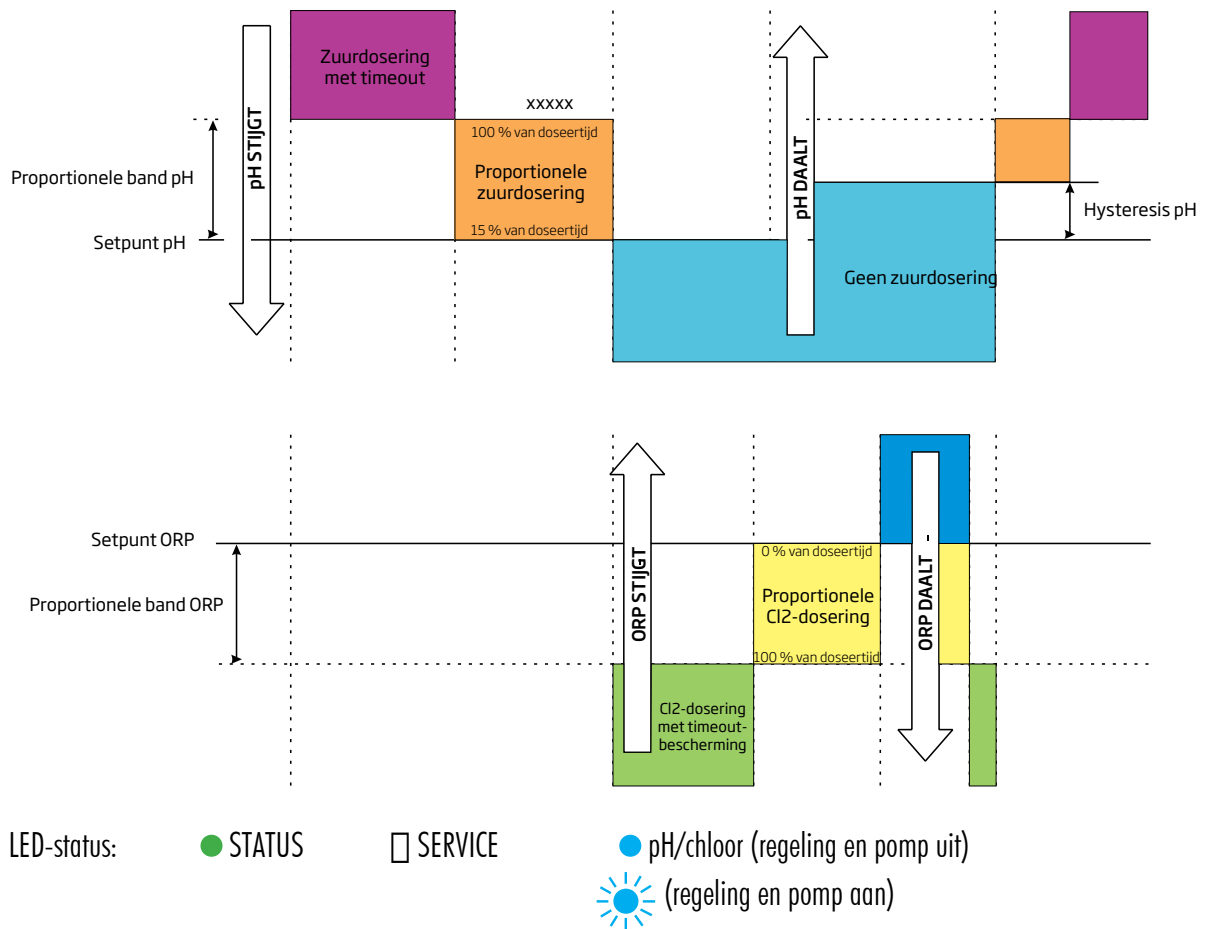 Zuurdosering
met timeout
xxxxx
100 % van doseertijd
Proportionele band pH
pH STIJGT
Proportionele
zuurdosering
pH DAALT
Hysteresis pH
15 % van doseertijd
Setpunt pH
Geen zuurdosering
Setpunt ORP
0 % van doseertijd
Proportionele band ORP
ORP STIJGT
Proportionele
Cl2-dosering
ORP DAALT -
100 % van doseertijd
Cl2-dosering
met timeout-
bescherming
LED-status: STATUS SERVICE pH/chloor (regeling en pomp uit)
(regeling en pomp aan)